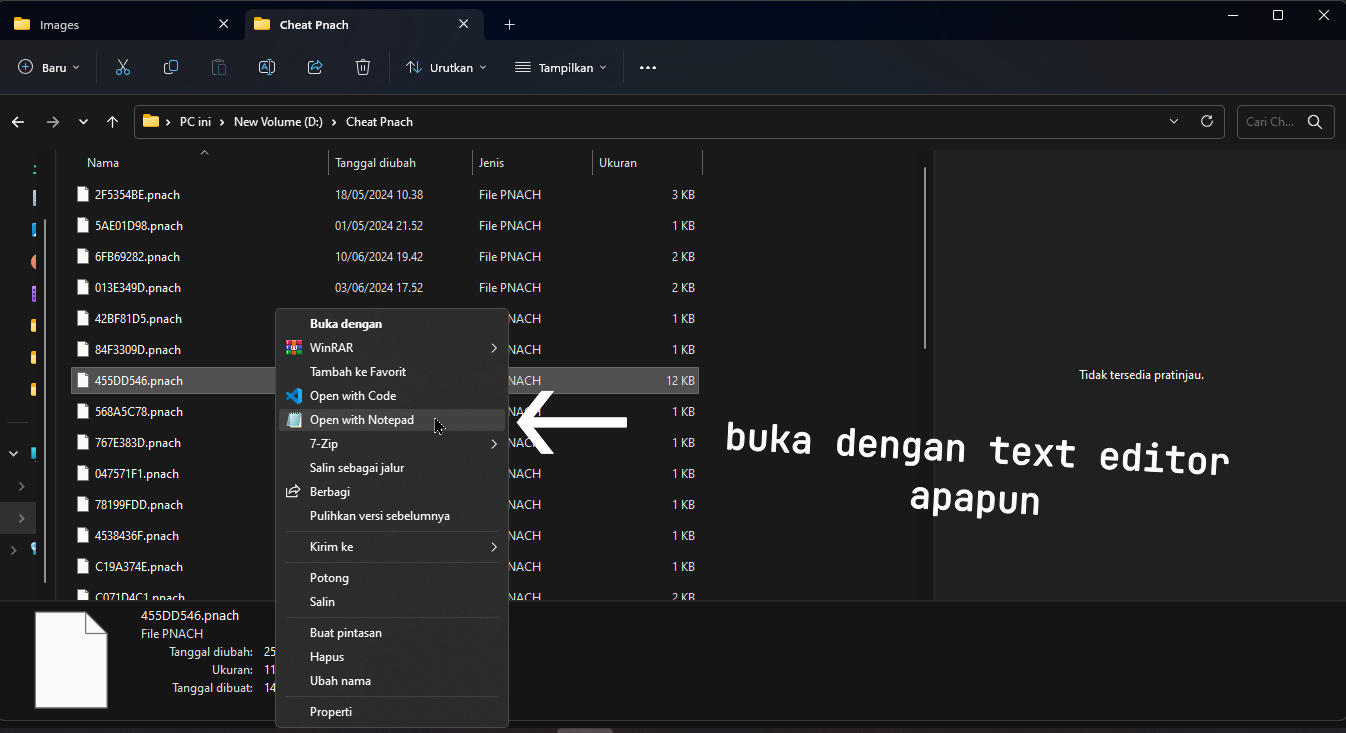 Images
Cheat Pnach
Baru
Urutkan
Tampilkan
PC ini > New Volume (D:) > Cheat Pnach
Cari Ch...
Nama Tanggal diubah Jenis Ukuran
2F5354BE.pnach 18/05/2024 10.38 File PNACH 3 KB
5AE01D98.pnach 01/05/2024 21.52 File PNACH 1 KB
6FB69282.pnach 10/06/2024 19.42 File PNACH 2 KB
013E349D.pnach 03/06/2024 17.52 File PNACH 2 KB
42BF81D5.pnach NACH 1 KB
84F3309D.pnach NACH 1 KB
455DD546.pnach NACH 12 KB
568A5C78.pnach NACH 1 KB
767E383D.pnach NACH 1 KB
047571F1.pnach NACH 1 KB
78199FDD.pnach NACH 1 KB
4538436F.pnach NACH 1 KB
C19A374E.pnach NACH 1 KB
C071D4C1.pnach NACH 2 KB
Buka dengan
WinRAR
Tambah ke Favorit
Open with Code
Open with Notepad
7-Zip
Salin sebagai jalur
Berbagi
Pulihkan versi sebelumnya
Kirim ke
Potong
Salin
Buat pintasan
Hapus
Ubah nama
Properti
Tidak tersedia pratinjau.
buka dengan text editor
apapun
455DD546.pnach
File PNACH
Tanggal diubah: 25
Ukuran: 11
Tanggal dibuat: 14